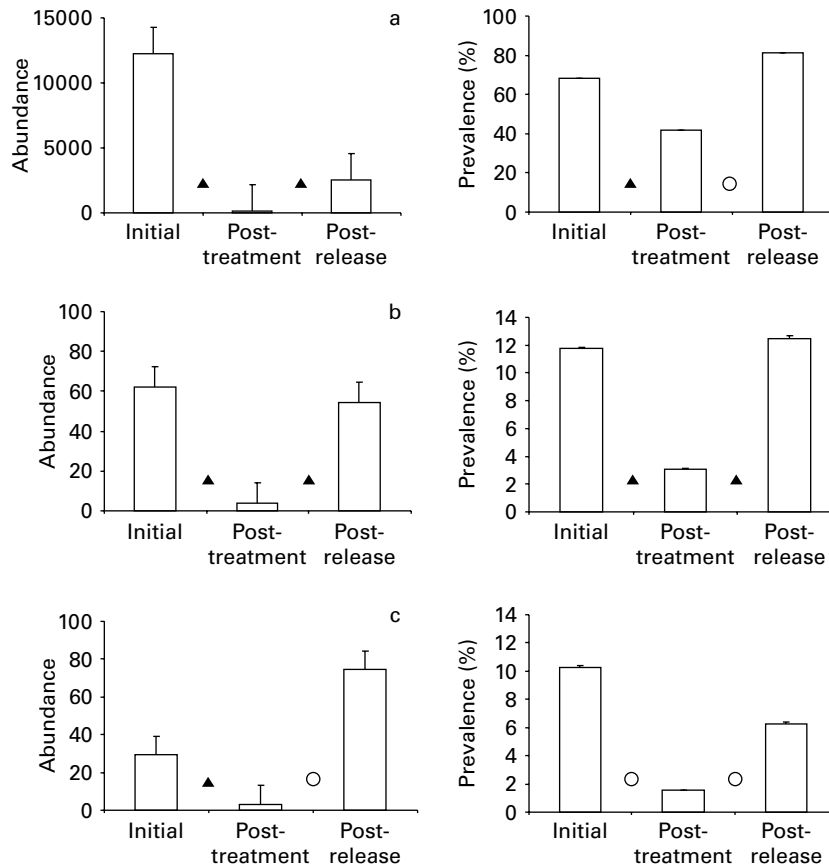 a
Abundance
15000
10000
5000
0
Initial
Post-
treatment
Post-
release
Prevalence (%)
100
80
60
40
20
0
Initial
Post-
treatment
Post-
release
b
Abundance
100
80
60
40
20
0
Initial
Post-
treatment
Post-
release
Prevalence (%)
14
12
10
8
6
4
2
0
Initial
Post-
treatment
Post-
release
c
Abundance
100
80
60
40
20
0
Initial
Post-
treatment
Post-
release
Prevalence (%)
14
12
10
8
6
4
2
0
Initial
Post-
treatment
Post-
release